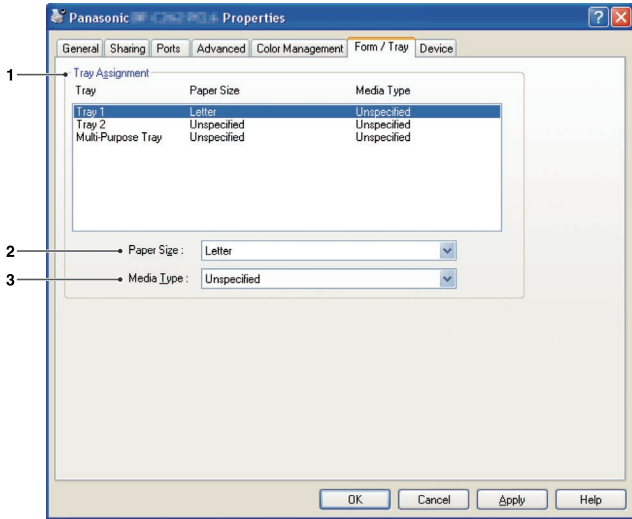 Panasonic Properties
General Sharing Ports Advanced Color Management Form / Tray Device
1 Tray Assignment
Tray Paper Size Media Type
Tray 1 Letter Unspecified
Tray 2 Unspecified Unspecified
Multi-Purpose Tray Unspecified Unspecified
2 Paper Size : Letter
3 Media Type : Unspecified
OK Cancel Apply Help